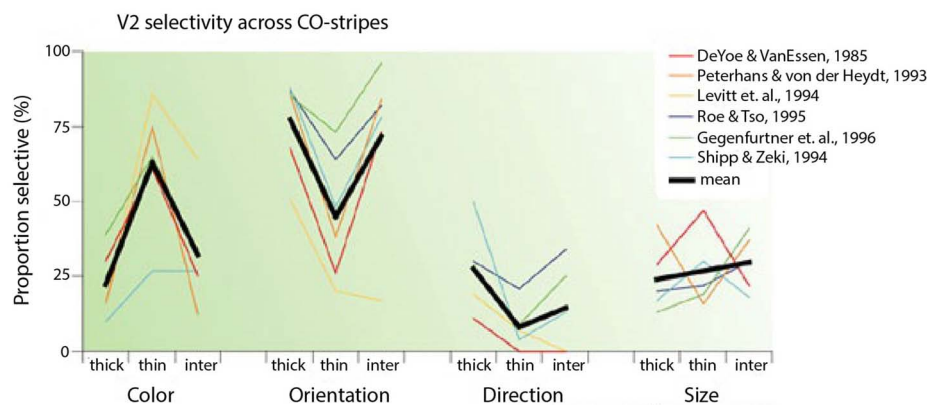 V2 selectivity across CO-stripes
100
75
50
25
0
Proportion selective (%)
DeYoe & VanEssen, 1985
Peterhans & von der Heydt, 1993
Levitt et. al., 1994
Roe & Tso, 1995
Gegenfurtner et. al., 1996
Shipp & Zeki, 1994
mean
thick thin inter thick thin inter thick thin inter thick thin inter
Color Orientation Direction Size